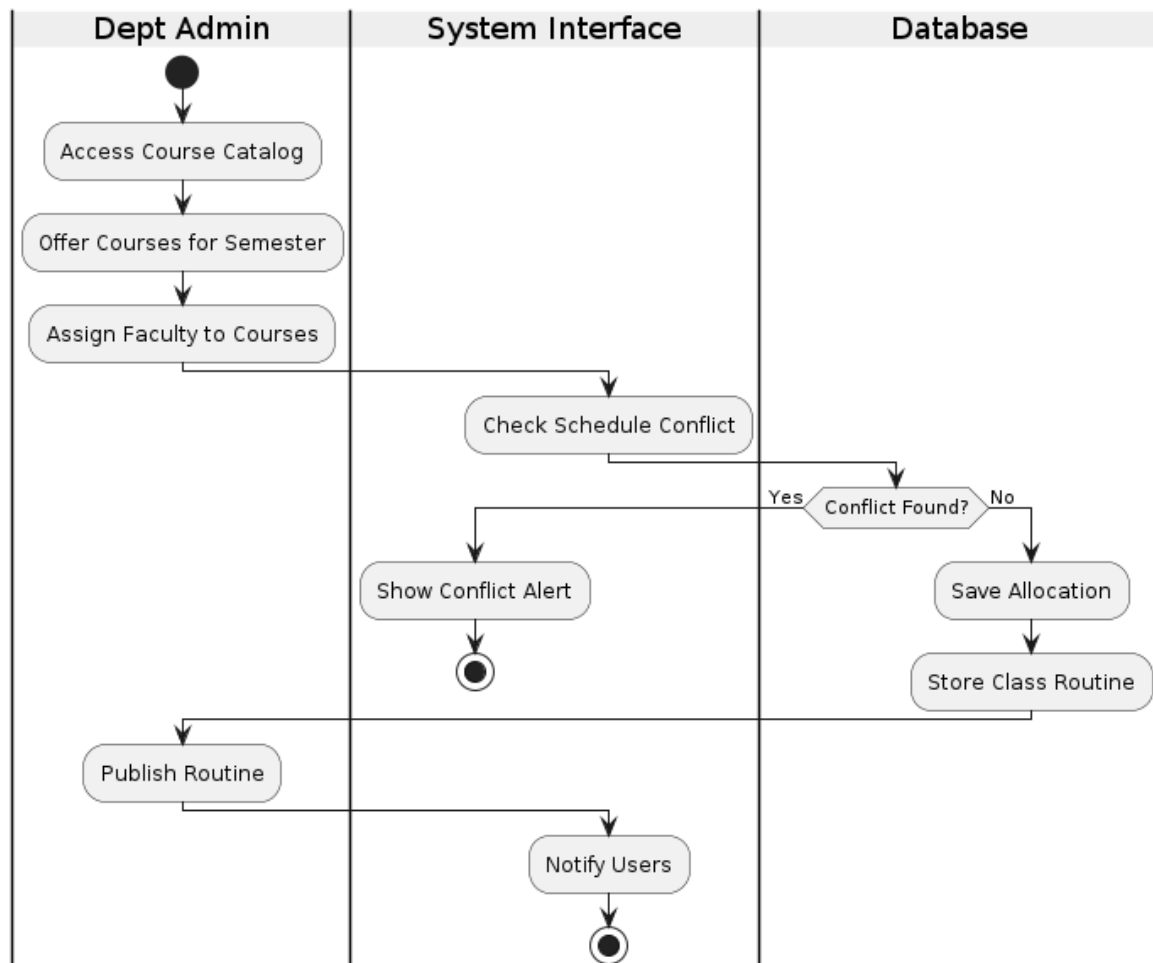 Dept Admin
System Interface
Database
Access Course Catalog
Offer Courses for Semester
Assign Faculty to Courses
Check Schedule Conflict
Yes
Conflict Found?
No
Show Conflict Alert
Save Allocation
Store Class Routine
Publish Routine
Notify Users